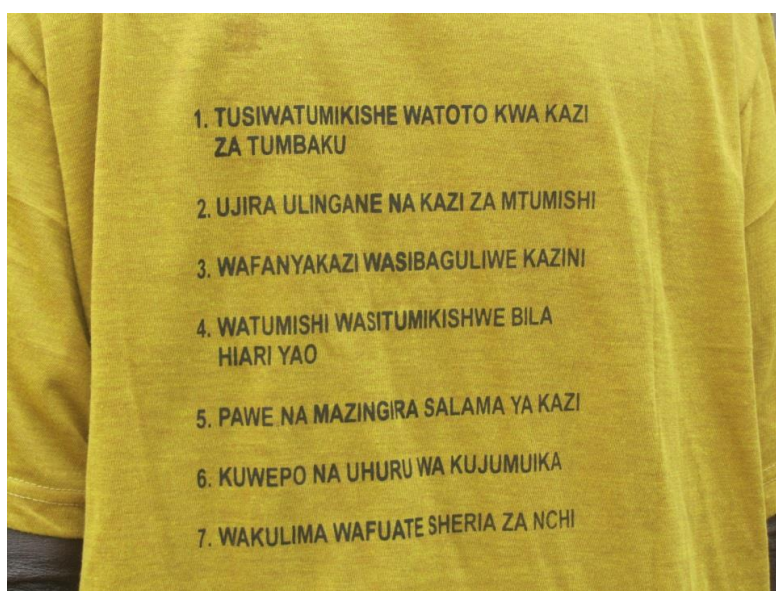 1. TUSIWATUMIKISHE WATOTO KWA KAZI
ZA TUMBAKU
2. UJIRA ULINGANE NA KAZI ZA MTUMISHI
3. WAFANYAKAZI WASIBAGULIWE KAZINI
4. WATUMISHI WASITUMIKISHWE BILA
HIARI YAO
5. PAWE NA MAZINGIRA SALAMA YA KAZI
6. KUWEPO NA UHURU WA KUJUMUIKA
7. WAKULIMA WAFUATE SHERIA ZA NCHI